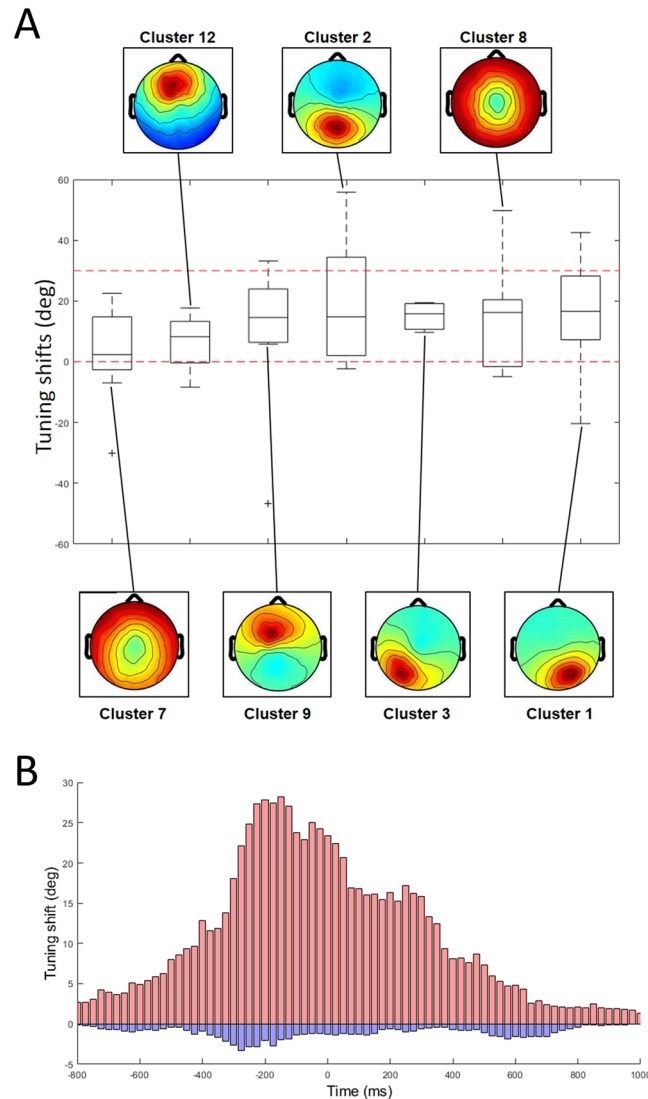 A
Cluster 12
Cluster 2
Cluster 8
60
40
20
0
-20
-40
-60
Tuning shifts (deg)
Cluster 7
Cluster 9
Cluster 3
Cluster 1
B
30
25
20
15
10
5
0
-5
Tuning shift (deg)
-800
-600
-400
-200
0
200
400
600
800
1000
Time (ms)